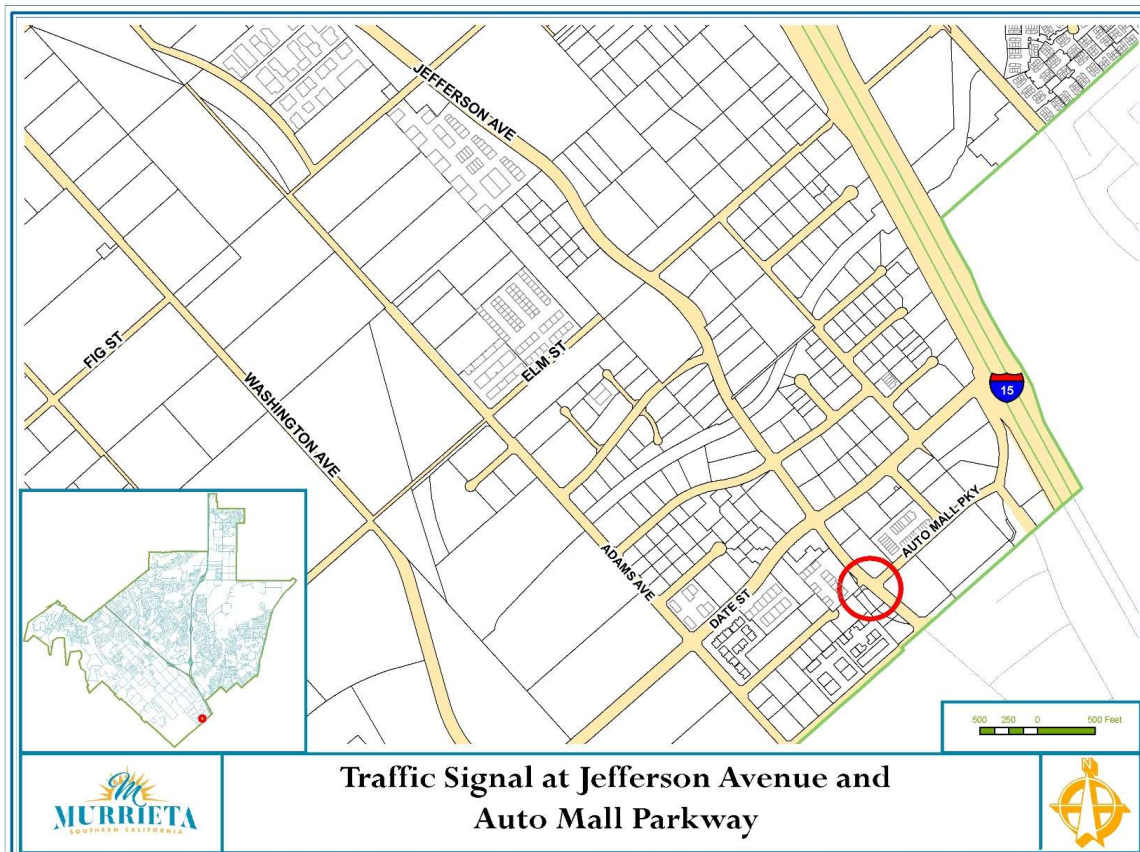 JEFFERSON AVE
FIG ST
WASHINGTON AVE
ELM ST
15
AUTO MALL PKY
ADAMS AVE
DATE ST
500 250 0 500 Feet
M
MURRIETA
SOUTHERN CALIFORNIA
Traffic Signal at Jefferson Avenue and
Auto Mall Parkway
N